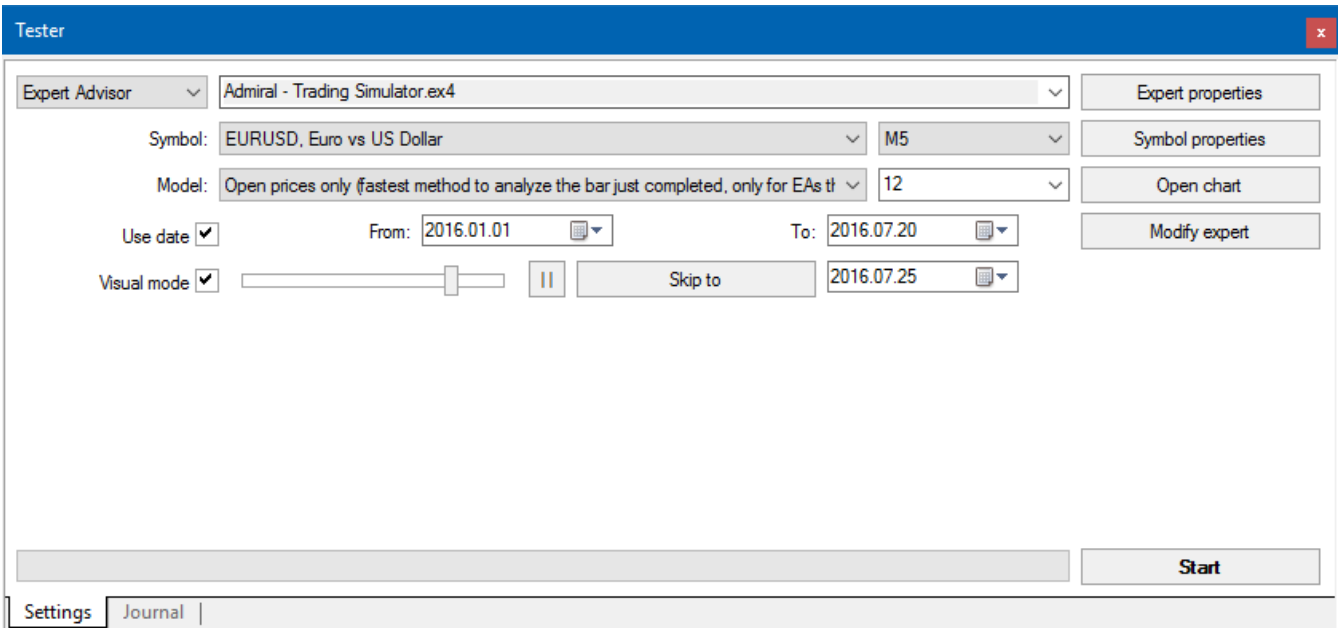 Tester
x
Expert Advisor Admiral - Trading Simulator.ex4 Expert properties
Symbol: EURUSD, Euro vs US Dollar M5 Symbol properties
Model: Open prices only (fastest method to analyze the bar just completed, only for EAs 12 Open chart
Use date From: 2016.01.01 To: 2016.07.20 Modify expert
Visual mode Skip to 2016.07.25
Start
Settings Journal